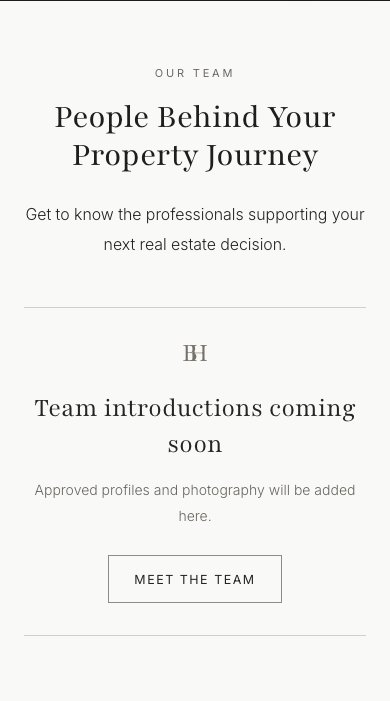 OUR TEAM
People Behind Your
Property Journey
Get to know the professionals supporting your
next real estate decision.
BH
Team introductions coming
soon
Approved profiles and photography will be added
here.
MEET THE TEAM